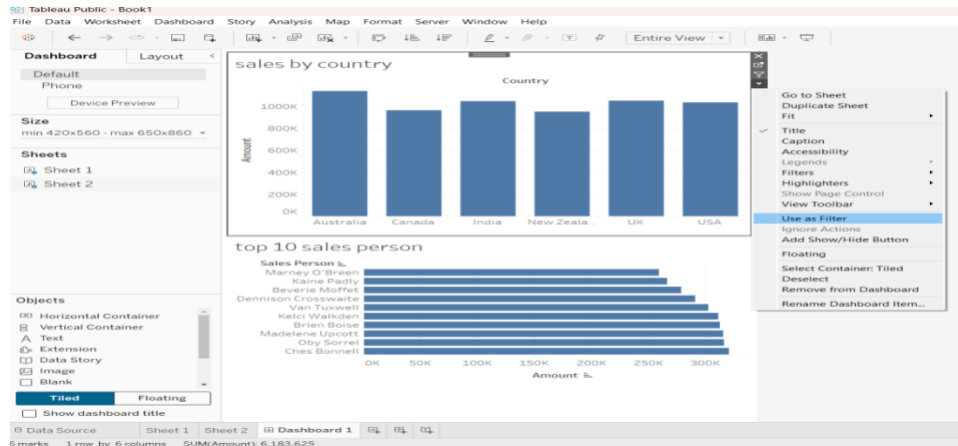 Tableau Public - Book1
File Data Worksheet Dashboard Story Analysis Map Format Server Window Help
Entire View
Dashboard Layout
Default
Phone
Device Preview
Size
min 420x560 - max 650x860
Sheets
Sheet 1
Sheet 2
Objects
Horizontal Container
Vertical Container
Text
Extension
Data Story
Image
Blank
Tiled Floating
Show dashboard title
sales by country
Country
Amount
1000K
800K
600K
400K
200K
0K
Australia Canada India New Zeala.. UK USA
top 10 sales person
Sales Person
Marney O'Breen
Kaine Padly
Beverie Moffet
Dennison Crosswaite
Van Tuxwell
Kelci Walkden
Brien Boise
Madelene Upcott
Oby Sorrel
Ches Bonnell
0K 50K 100K 150K 200K 250K 300K
Amount
Go to Sheet
Duplicate Sheet
Fit
Title
Caption
Accessibility
Legends
Filters
Highlighters
Show Page Control
View Toolbar
Use as Filter
Ignore Actions
Add Show/Hide Button
Floating
Select Container: Tiled
Deselect
Remove from Dashboard
Rename Dashboard Item...
Data Source Sheet 1 Sheet 2 Dashboard 1
6 marks 1 row by 6 columns SUM(Amount): 6,183,625